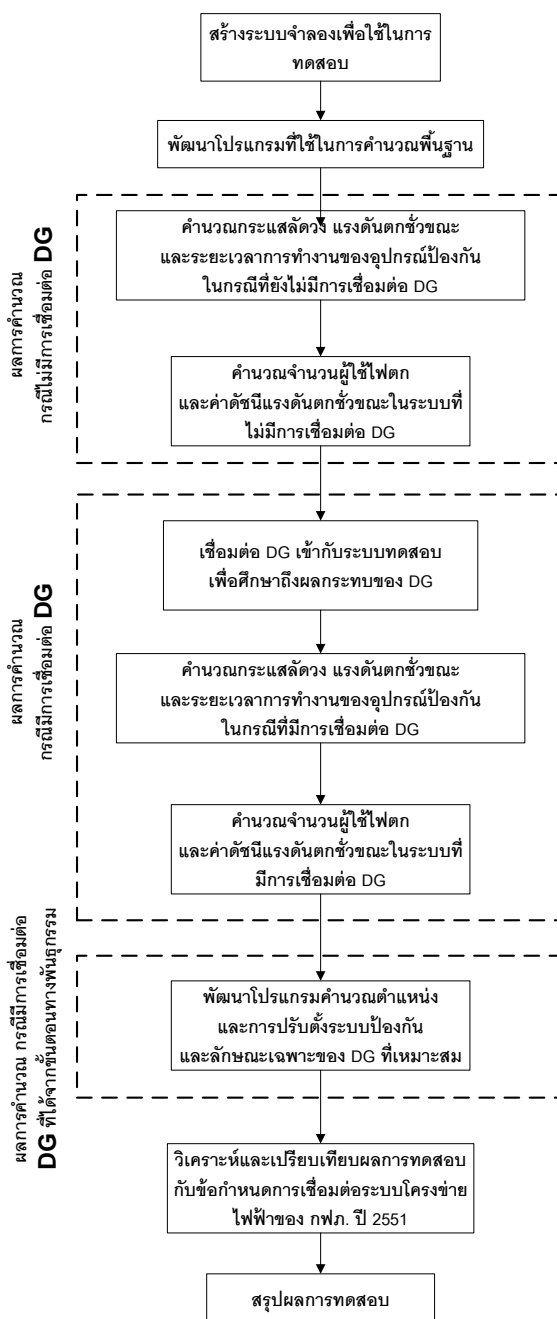 สร้างระบบจำลองเพื่อใช้ในการ
ทดสอบ
พัฒนาโปรแกรมที่ใช้ในการคำนวณพื้นฐาน
ผลการคำนวณ
กรณีไม่มีการเชื่อมต่อ DG
คำนวณกระแสลัดวงจร แรงดันตกชั่วขณะ
และระยะเวลาการทำงานของอุปกรณ์ป้องกัน
ในกรณีที่ยังไม่มีการเชื่อมต่อ DG
คำนวณจำนวนผู้ใช้ไฟตก
และค่าดัชนีแรงดันตกชั่วขณะในระบบที่
ไม่มีการเชื่อมต่อ DG
ผลการคำนวณ
กรณีมีการเชื่อมต่อ DG
เชื่อมต่อ DG เข้ากับระบบทดสอบ
เพื่อศึกษาถึงผลกระทบของ DG
คำนวณกระแสลัดวงจร แรงดันตกชั่วขณะ
และระยะเวลาการทำงานของอุปกรณ์ป้องกัน
ในกรณีที่มีการเชื่อมต่อ DG
คำนวณจำนวนผู้ใช้ไฟตก
และค่าดัชนีแรงดันตกชั่วขณะในระบบที่
มีการเชื่อมต่อ DG
ผลการคำนวณ กรณีมีการเชื่อมต่อ
DG ที่ได้จากขั้นตอนทางพันธุกรรม
พัฒนาโปรแกรมคำนวณตำแหน่ง
และการปรับตั้งระบบป้องกัน
และลักษณะเฉพาะของ DG ที่เหมาะสม
วิเคราะห์และเปรียบเทียบผลการทดสอบ
กับข้อกำหนดการเชื่อมต่อระบบโครงข่าย
ไฟฟ้าของ กฟภ. ปี 2551
สรุปผลการทดสอบ